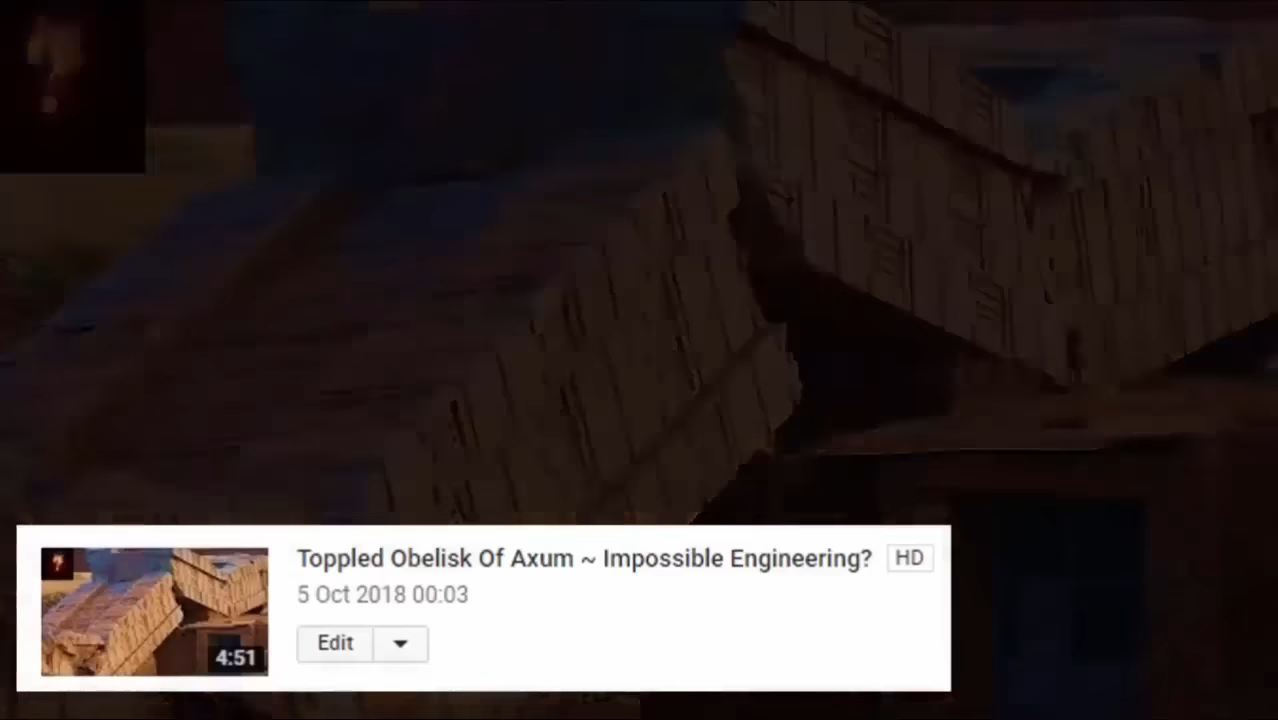 Toppled Obelisk Of Axum ~ Impossible Engineering? HD
5 Oct 2018 00:03
Edit
4:51